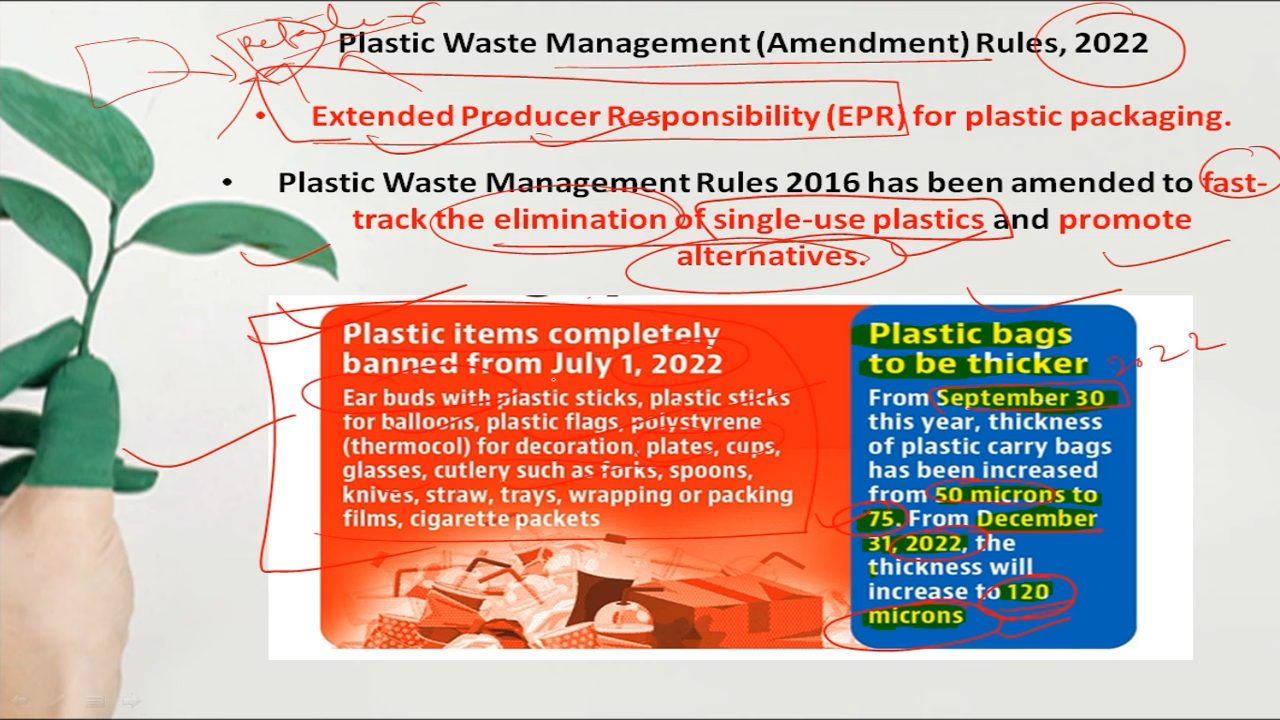 Plastic Waste Management (Amendment) Rules, 2022
• Extended Producer Responsibility (EPR) for plastic packaging.
• Plastic Waste Management Rules 2016 has been amended to fast-
track the elimination of single-use plastics and promote
alternatives.
Plastic items completely
banned from July 1, 2022
Ear buds with plastic sticks, plastic sticks
for balloons, plastic flags, polystyrene
(thermocol) for decoration, plates, cups,
glasses, cutlery such as forks, spoons,
knives, straw, trays, wrapping or packing
films, cigarette packets
Plastic bags
to be thicker
2022
From September 30
this year, thickness
of plastic carry bags
has been increased
from 50 microns to
75. From December
31, 2022, the
thickness will
increase to 120
microns